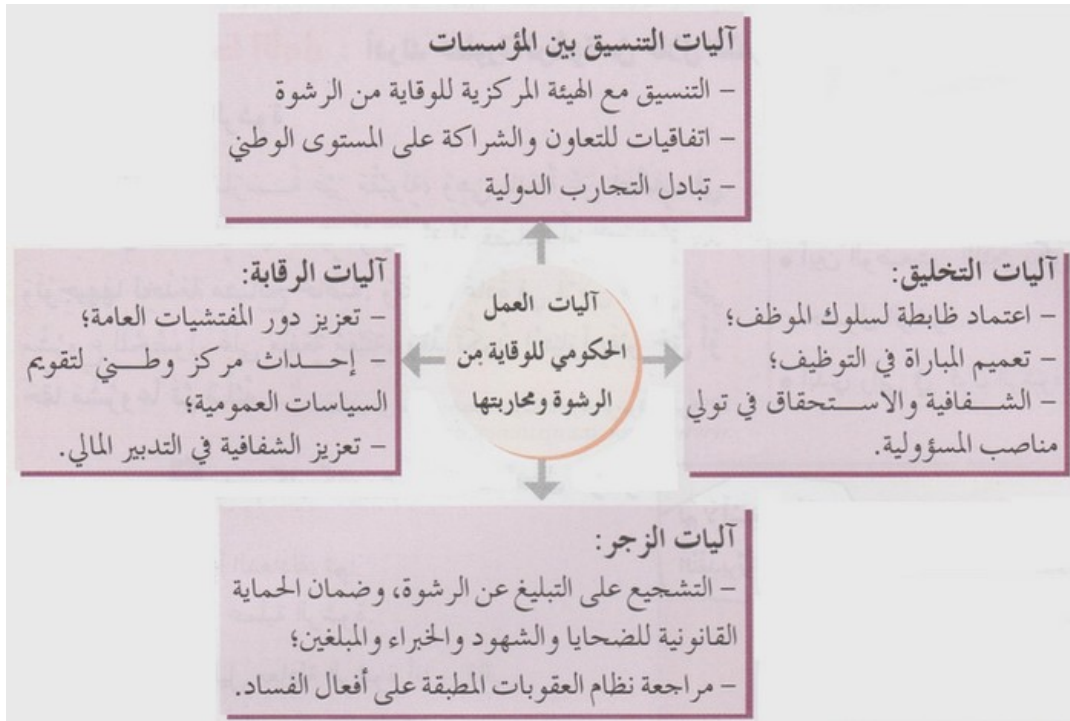 آليات التنسيق بين المؤسسات
– التنسيق مع الهيئة المركزية للوقاية من الرشوة
– اتفاقيات للتعاون والشراكة على المستوى الوطني
– تبادل التجارب الدولية
آليات التخليق:
– اعتماد ظابطة لسلوك الموظف؛
– تعميم المباراة في التوظيف؛
– الشفافية والاستحقاق في تولي
مناصب المسؤولية.
آليات العمل
الحكومي للوقاية من
الرشوة ومحاربتها
آليات الرقابة:
– تعزيز دور المفتشيات العامة؛
– إحداث مركز وطني لتقويم
السياسات العمومية؛
– تعزيز الشفافية في التدبير المالي.
آليات الزجر:
– التشجيع على التبليغ عن الرشوة، وضمان الحماية
القانونية للضحايا والشهود والخبراء والمبلغين؛
– مراجعة نظام العقوبات المطبقة على أفعال الفساد.